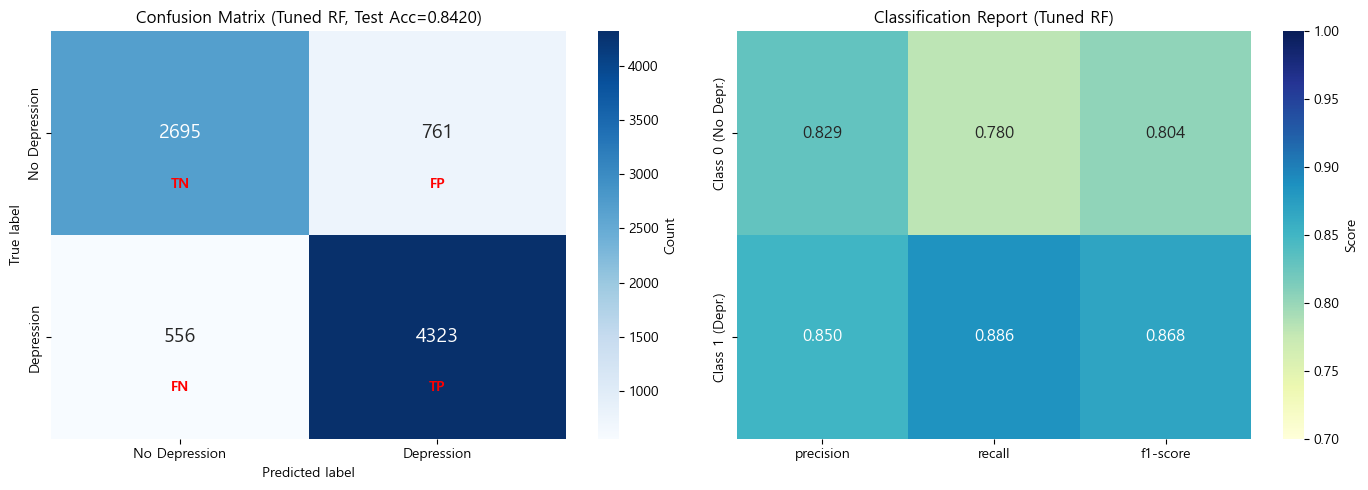 Confusion Matrix (Tuned RF, Test Acc=0.8420)
True label
No Depression
Depression
2695
TN
761
FP
556
FN
4323
TP
No Depression
Depression
Predicted label
4000
3500
3000
2500
2000
1500
1000
Count
Classification Report (Tuned RF)
Class 0 (No Depr.)
Class 1 (Depr.)
0.829
0.780
0.804
0.850
0.886
0.868
precision
recall
f1-score
1.00
0.95
0.90
0.85
0.80
0.75
0.70
Score